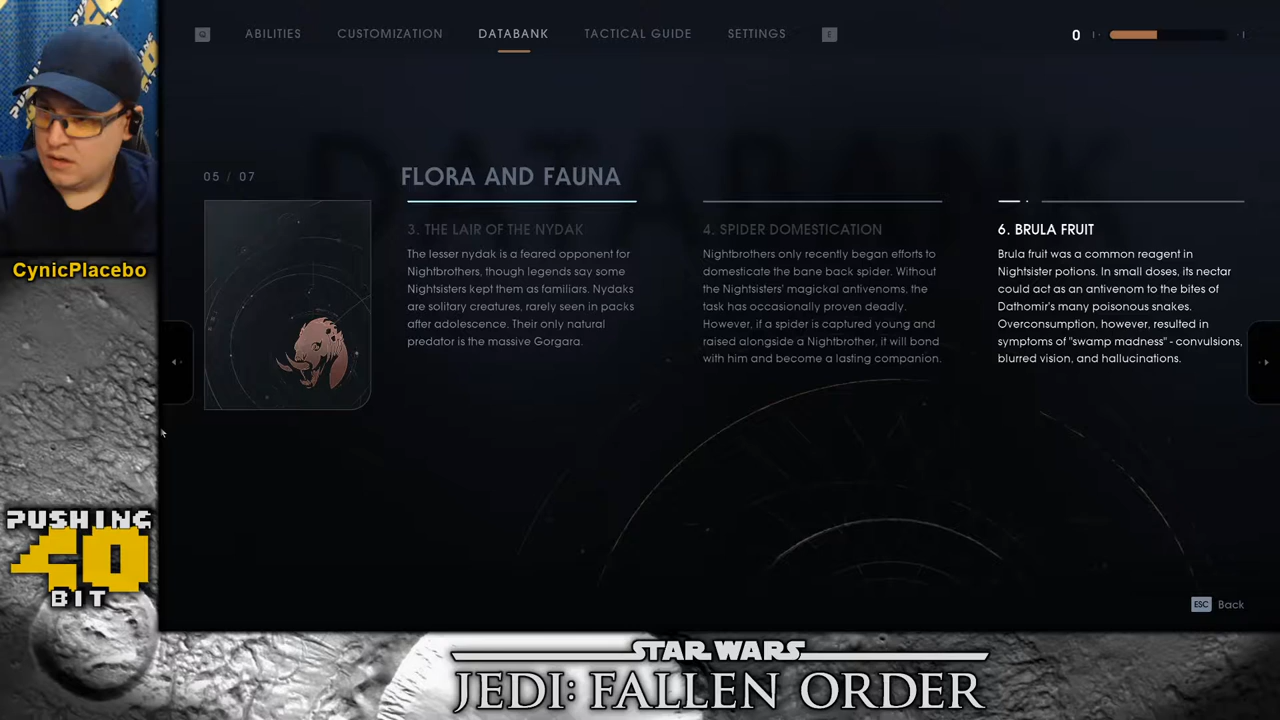 Q
ABILITIES
CUSTOMIZATION
DATABANK
TACTICAL GUIDE
SETTINGS
E
0
DATABANK
05 / 07
FLORA AND FAUNA
3. THE LAIR OF THE NYDAK
The lesser nydak is a feared opponent for
Nightbrothers, though legends say some
Nightsisters kept them as familiars. Nydaks
are solitary creatures, rarely seen in packs
after adolescence. Their only natural
predator is the massive Gorgara.
4. SPIDER DOMESTICATION
Nightbrothers only recently began efforts to
domesticate the bane back spider. Without
the Nightsisters' magickal antivenoms, the
task has occasionally proven deadly.
However, if a spider is captured young and
raised alongside a Nightbrother, it will bond
with him and become a lasting companion.
6. BRULA FRUIT
Brula fruit was a common reagent in
Nightsister potions. In small doses, its nectar
could act as an antivenom to the bites of
Dathomir's many poisonous snakes.
Overconsumption, however, resulted in
symptoms of "swamp madness" - convulsions,
blurred vision, and hallucinations.
CynicPlacebo
PUSHING
40
BIT
ESC Back
STAR WARS
JEDI: FALLEN ORDER